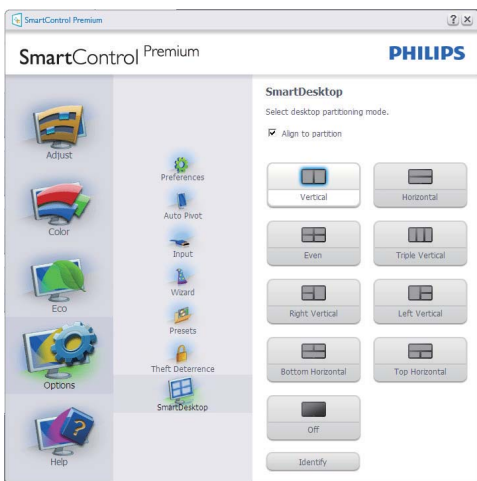 SmartControl Premium
SmartControl Premium
PHILIPS
Adjust
Color
Eco
Options
Help
Preferences
Auto Pivot
Input
Wizard
Presets
Theft Deterrence
SmartDesktop
SmartDesktop
Select desktop partitioning mode.
Align to partition
Vertical
Horizontal
Even
Triple Vertical
Right Vertical
Left Vertical
Bottom Horizontal
Top Horizontal
Off
Identify